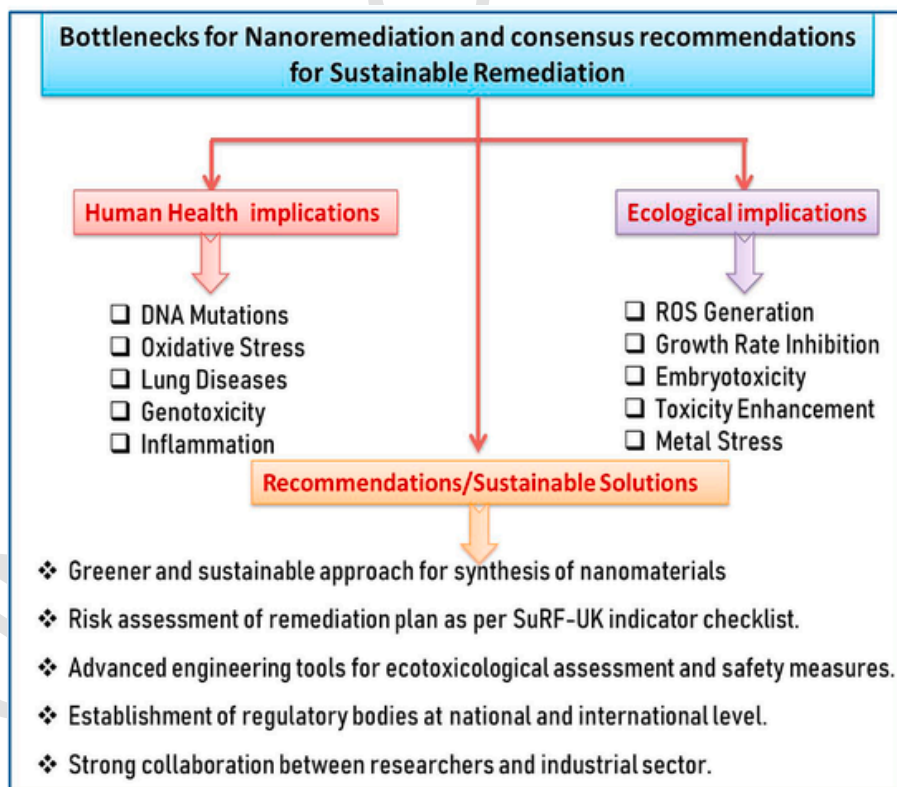 Bottlenecks for Nanoremediation and consensus recommendations
for Sustainable Remediation
Human Health implications
Ecological implications
❑ DNA Mutations
❑ Oxidative Stress
❑ Lung Diseases
❑ Genotoxicity
❑ Inflammation
❑ ROS Generation
❑ Growth Rate Inhibition
❑ Embryotoxicity
❑ Toxicity Enhancement
❑ Metal Stress
Recommendations/Sustainable Solutions
❖ Greener and sustainable approach for synthesis of nanomaterials
❖ Risk assessment of remediation plan as per SuRF-UK indicator checklist.
❖ Advanced engineering tools for ecotoxicological assessment and safety measures.
❖ Establishment of regulatory bodies at national and international level.
❖ Strong collaboration between researchers and industrial sector.